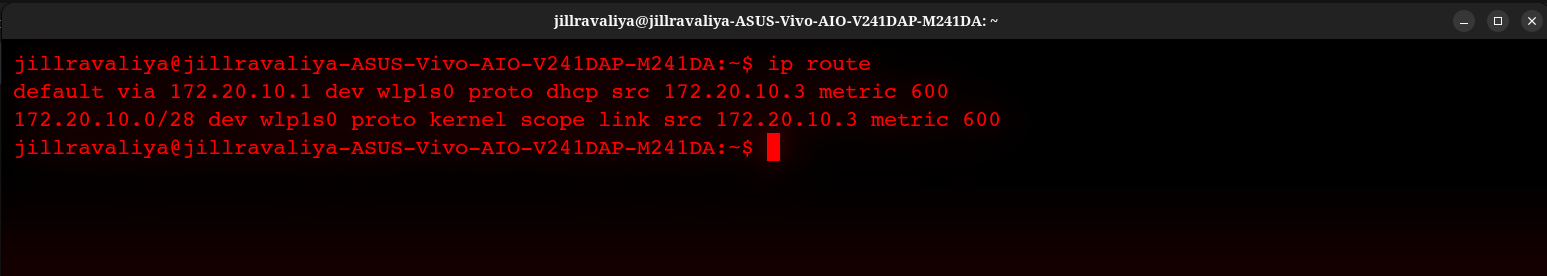 jillravaliya@jillravaliya-ASUS-Vivo-AIO-V241DAP-M241DA: ~
jillravaliya@jillravaliya-ASUS-Vivo-AIO-V241DAP-M241DA:~$ ip route
default via 172.20.10.1 dev wlp1s0 proto dhcp src 172.20.10.3 metric 600
172.20.10.0/28 dev wlp1s0 proto kernel scope link src 172.20.10.3 metric 600
jillravaliya@jillravaliya-ASUS-Vivo-AIO-V241DAP-M241DA:~$